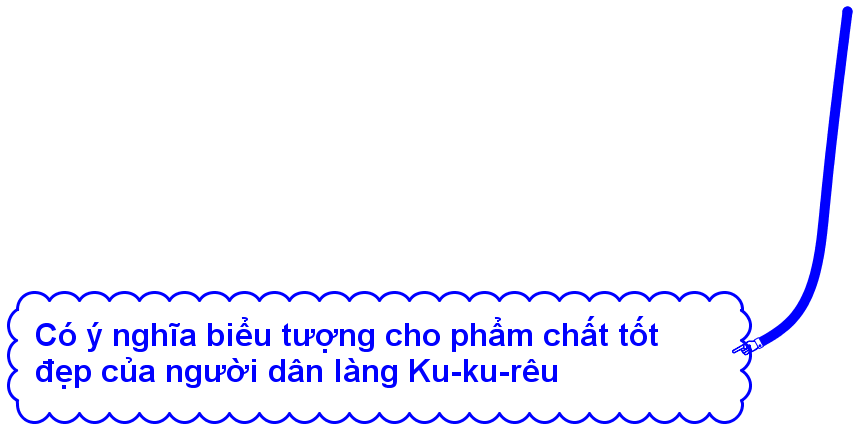 Có ý nghĩa biểu tượng cho phẩm chất tốt
đẹp của người dân làng Ku-ku-rêu